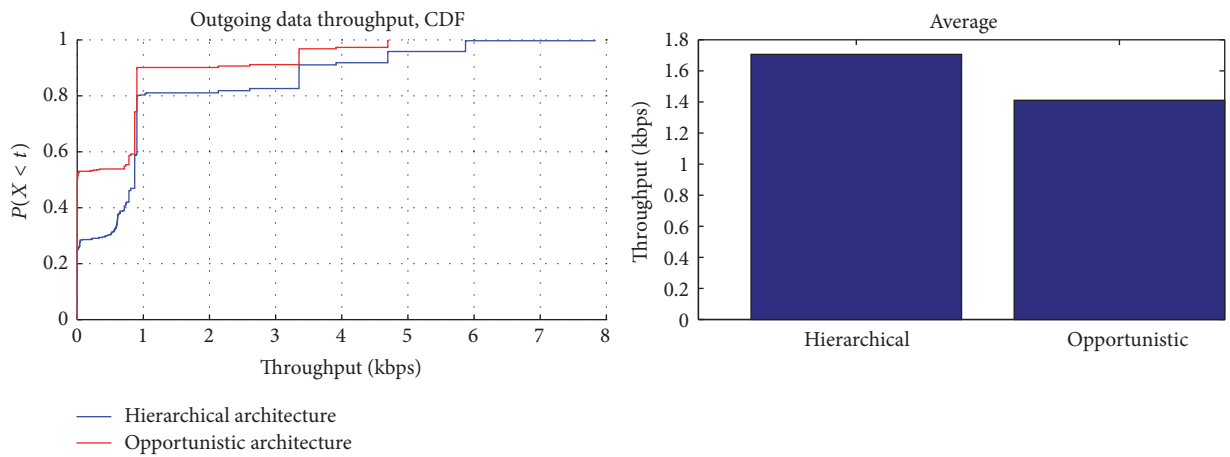 Outgoing data throughput, CDF
1
0.8
0.6
0.4
0.2
0
P(X < t)
0 1 2 3 4 5 6 7 8
Throughput (kbps)
Hierarchical architecture
Opportunistic architecture
Average
1.8
1.6
1.4
1.2
1
0.8
0.6
0.4
0.2
0
Throughput (kbps)
Hierarchical Opportunistic